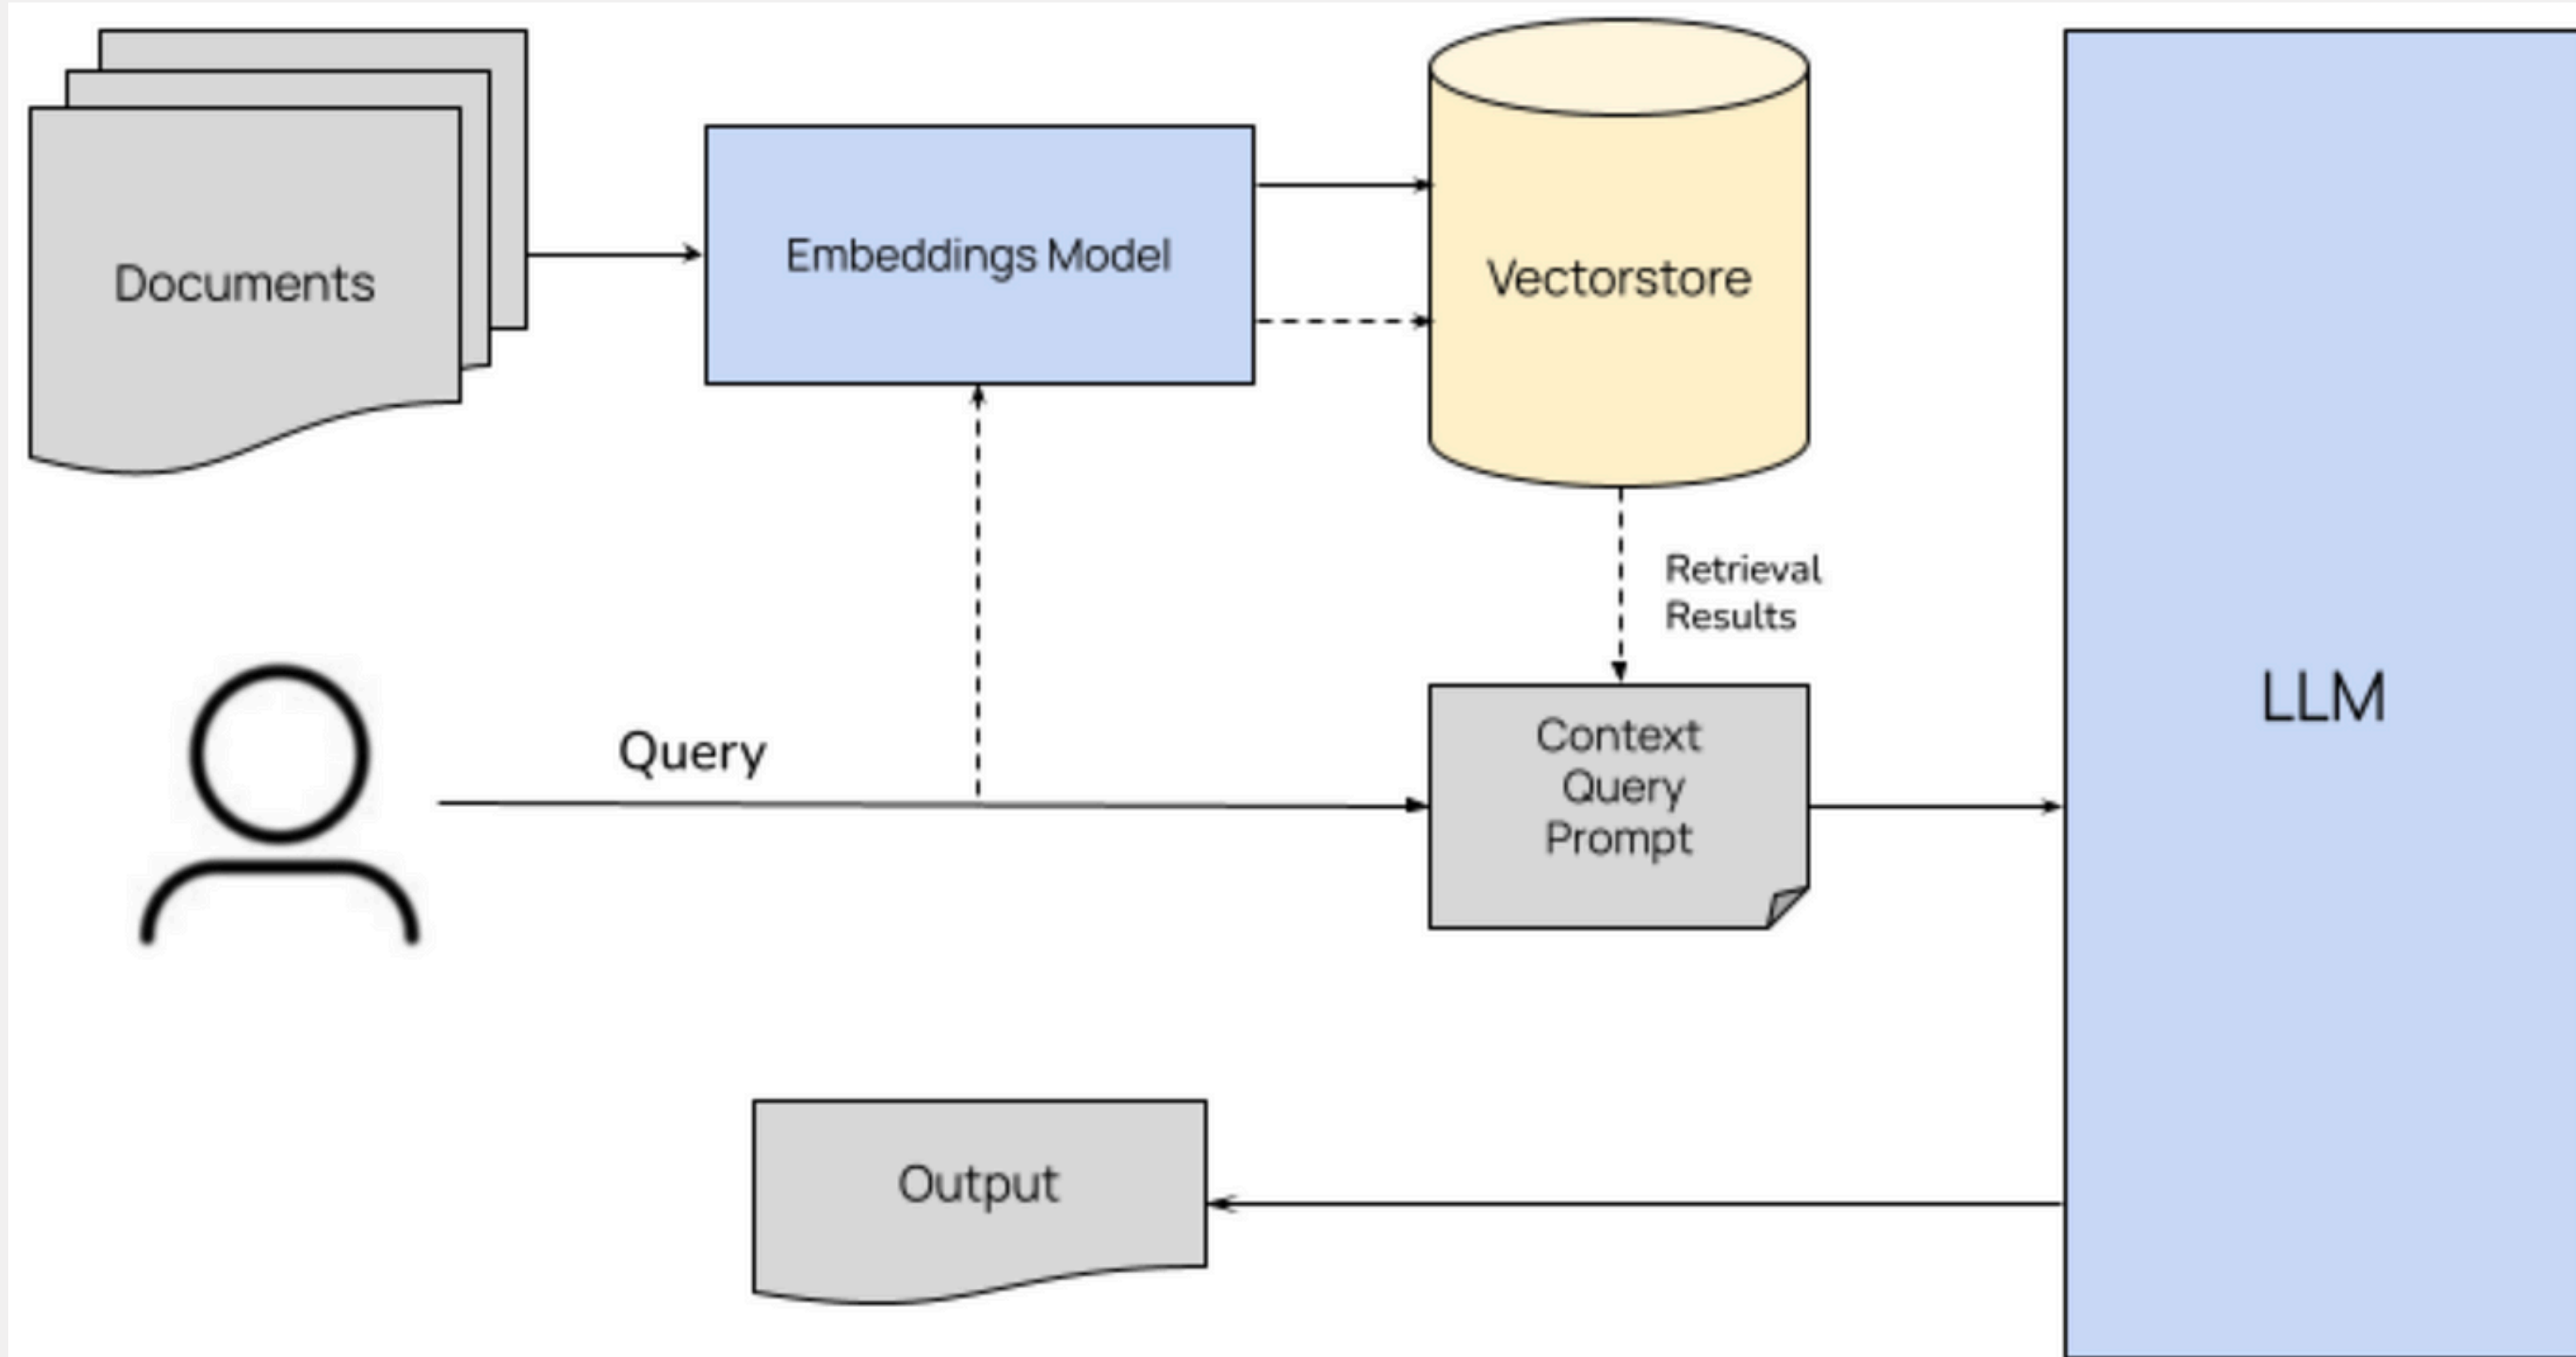 Documents
Embeddings Model
Vectorstore
Retrieval
Results
Query
Context
Query
Prompt
LLM
Output